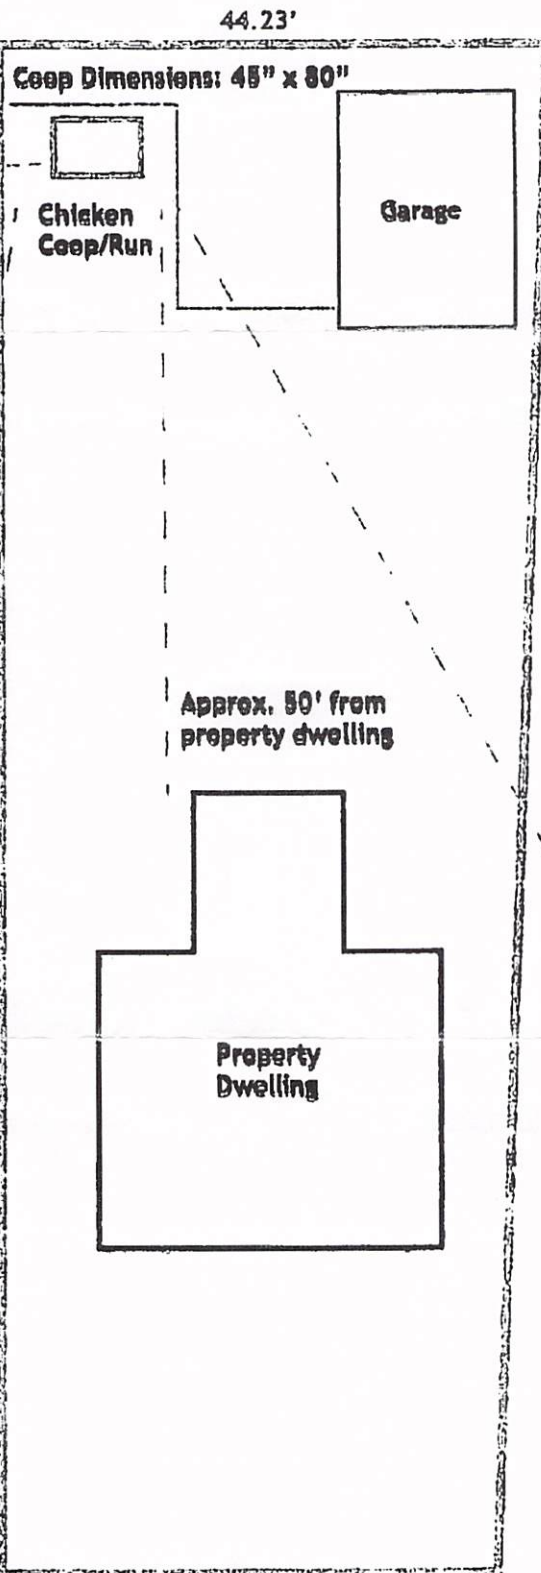 44.23'
Coop Dimensions: 45" x 80"
Chicken
Coop/Run
Garage
Approx. 50' from
property dwelling
Property
Dwelling